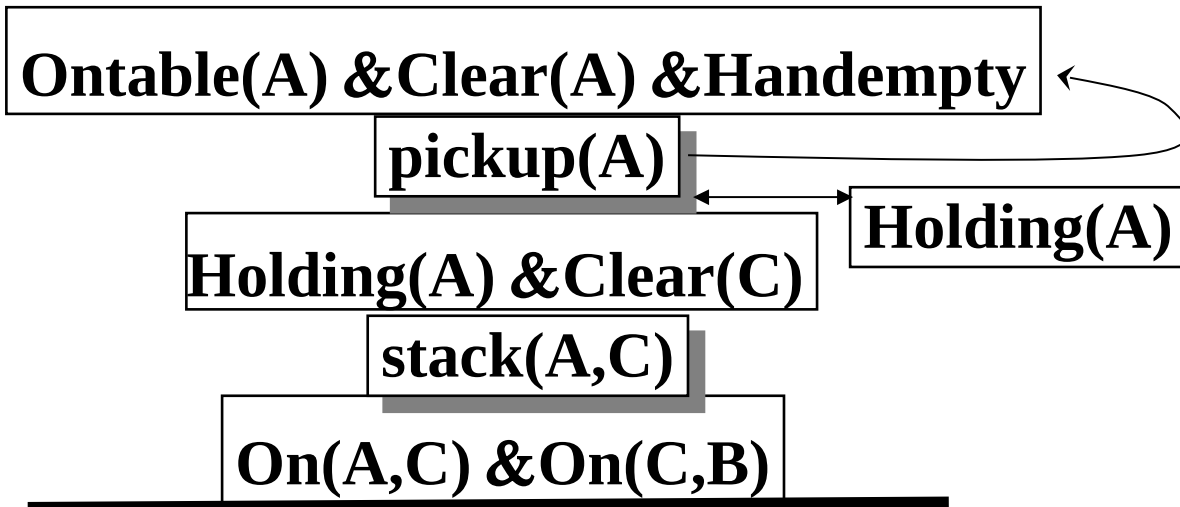 Ontable(A) &Clear(A) &Handempty
pickup(A)
Holding(A)
Holding(A) &Clear(C)
stack(A,C)
On(A,C) &On(C,B)